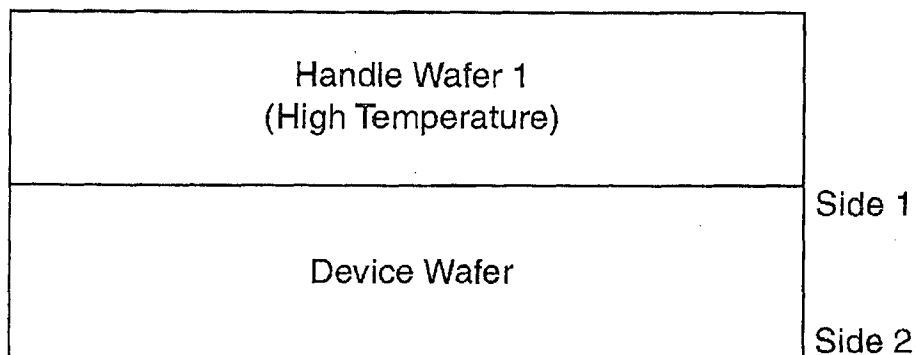 Handle Wafer 1
(High Temperature)
Side 1
Device Wafer
Side 2